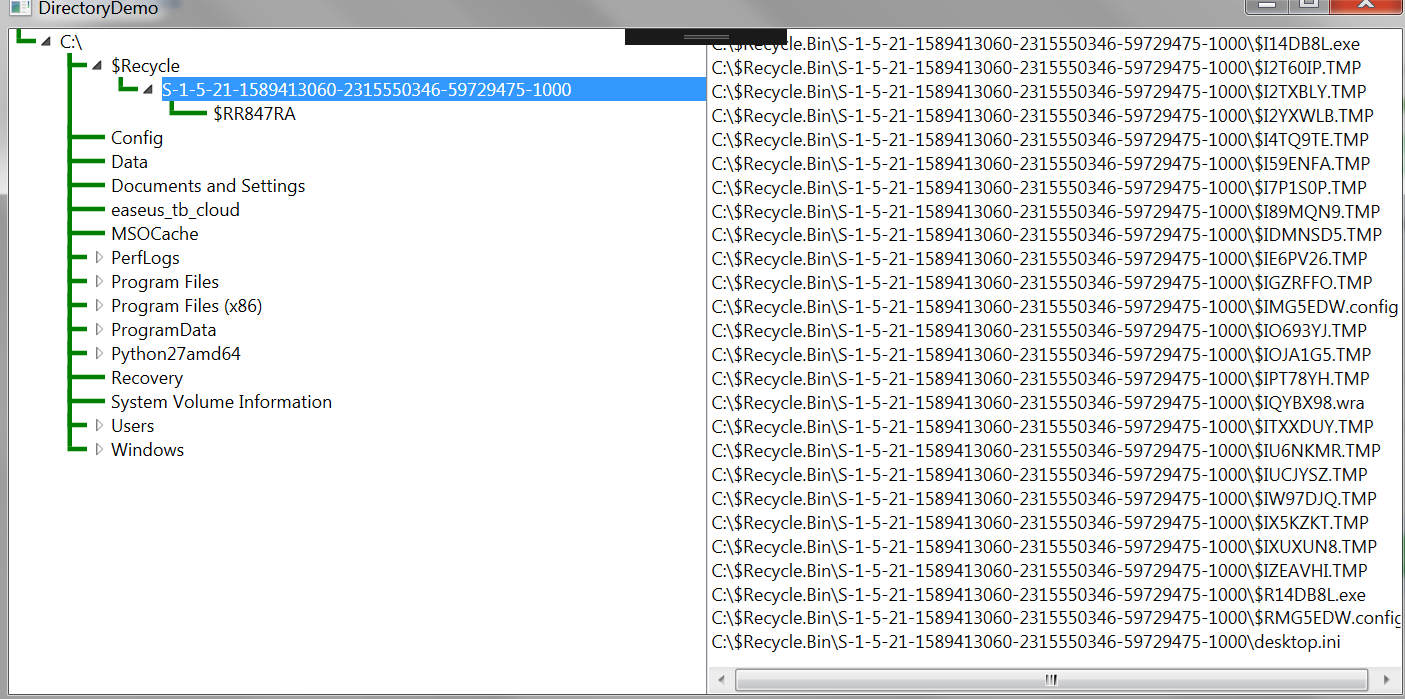 DirectoryDemo
C:\
$Recycle
S-1-5-21-1589413060-2315550346-59729475-1000
$RR847RA
Config
Data
Documents and Settings
easeus_tb_cloud
MSOCache
PerfLogs
Program Files
Program Files (x86)
ProgramData
Python27amd64
Recovery
System Volume Information
Users
Windows
C:\$Recycle.Bin\S-1-5-21-1589413060-2315550346-59729475-1000\$I14DB8L.exe
C:\$Recycle.Bin\S-1-5-21-1589413060-2315550346-59729475-1000\$I2T60IP.TMP
C:\$Recycle.Bin\S-1-5-21-1589413060-2315550346-59729475-1000\$I2TXBLY.TMP
C:\$Recycle.Bin\S-1-5-21-1589413060-2315550346-59729475-1000\$I2YXWLB.TMP
C:\$Recycle.Bin\S-1-5-21-1589413060-2315550346-59729475-1000\$I4TQ9TE.TMP
C:\$Recycle.Bin\S-1-5-21-1589413060-2315550346-59729475-1000\$I59ENFA.TMP
C:\$Recycle.Bin\S-1-5-21-1589413060-2315550346-59729475-1000\$I7P1S0P.TMP
C:\$Recycle.Bin\S-1-5-21-1589413060-2315550346-59729475-1000\$I89MQN9.TMP
C:\$Recycle.Bin\S-1-5-21-1589413060-2315550346-59729475-1000\$IDMNSD5.TMP
C:\$Recycle.Bin\S-1-5-21-1589413060-2315550346-59729475-1000\$IE6PV26.TMP
C:\$Recycle.Bin\S-1-5-21-1589413060-2315550346-59729475-1000\$IGZRFFO.TMP
C:\$Recycle.Bin\S-1-5-21-1589413060-2315550346-59729475-1000\$IMG5EDW.config
C:\$Recycle.Bin\S-1-5-21-1589413060-2315550346-59729475-1000\$IO693YJ.TMP
C:\$Recycle.Bin\S-1-5-21-1589413060-2315550346-59729475-1000\$IOJA1G5.TMP
C:\$Recycle.Bin\S-1-5-21-1589413060-2315550346-59729475-1000\$IPT78YH.TMP
C:\$Recycle.Bin\S-1-5-21-1589413060-2315550346-59729475-1000\$IQYBX98.wra
C:\$Recycle.Bin\S-1-5-21-1589413060-2315550346-59729475-1000\$ITXXDUY.TMP
C:\$Recycle.Bin\S-1-5-21-1589413060-2315550346-59729475-1000\$IU6NKMR.TMP
C:\$Recycle.Bin\S-1-5-21-1589413060-2315550346-59729475-1000\$IUCJYSZ.TMP
C:\$Recycle.Bin\S-1-5-21-1589413060-2315550346-59729475-1000\$IW97DJQ.TMP
C:\$Recycle.Bin\S-1-5-21-1589413060-2315550346-59729475-1000\$IX5KZKT.TMP
C:\$Recycle.Bin\S-1-5-21-1589413060-2315550346-59729475-1000\$IXUXUN8.TMP
C:\$Recycle.Bin\S-1-5-21-1589413060-2315550346-59729475-1000\$IZEAVHI.TMP
C:\$Recycle.Bin\S-1-5-21-1589413060-2315550346-59729475-1000\$R14DB8L.exe
C:\$Recycle.Bin\S-1-5-21-1589413060-2315550346-59729475-1000\$RMG5EDW.config
C:\$Recycle.Bin\S-1-5-21-1589413060-2315550346-59729475-1000\desktop.ini